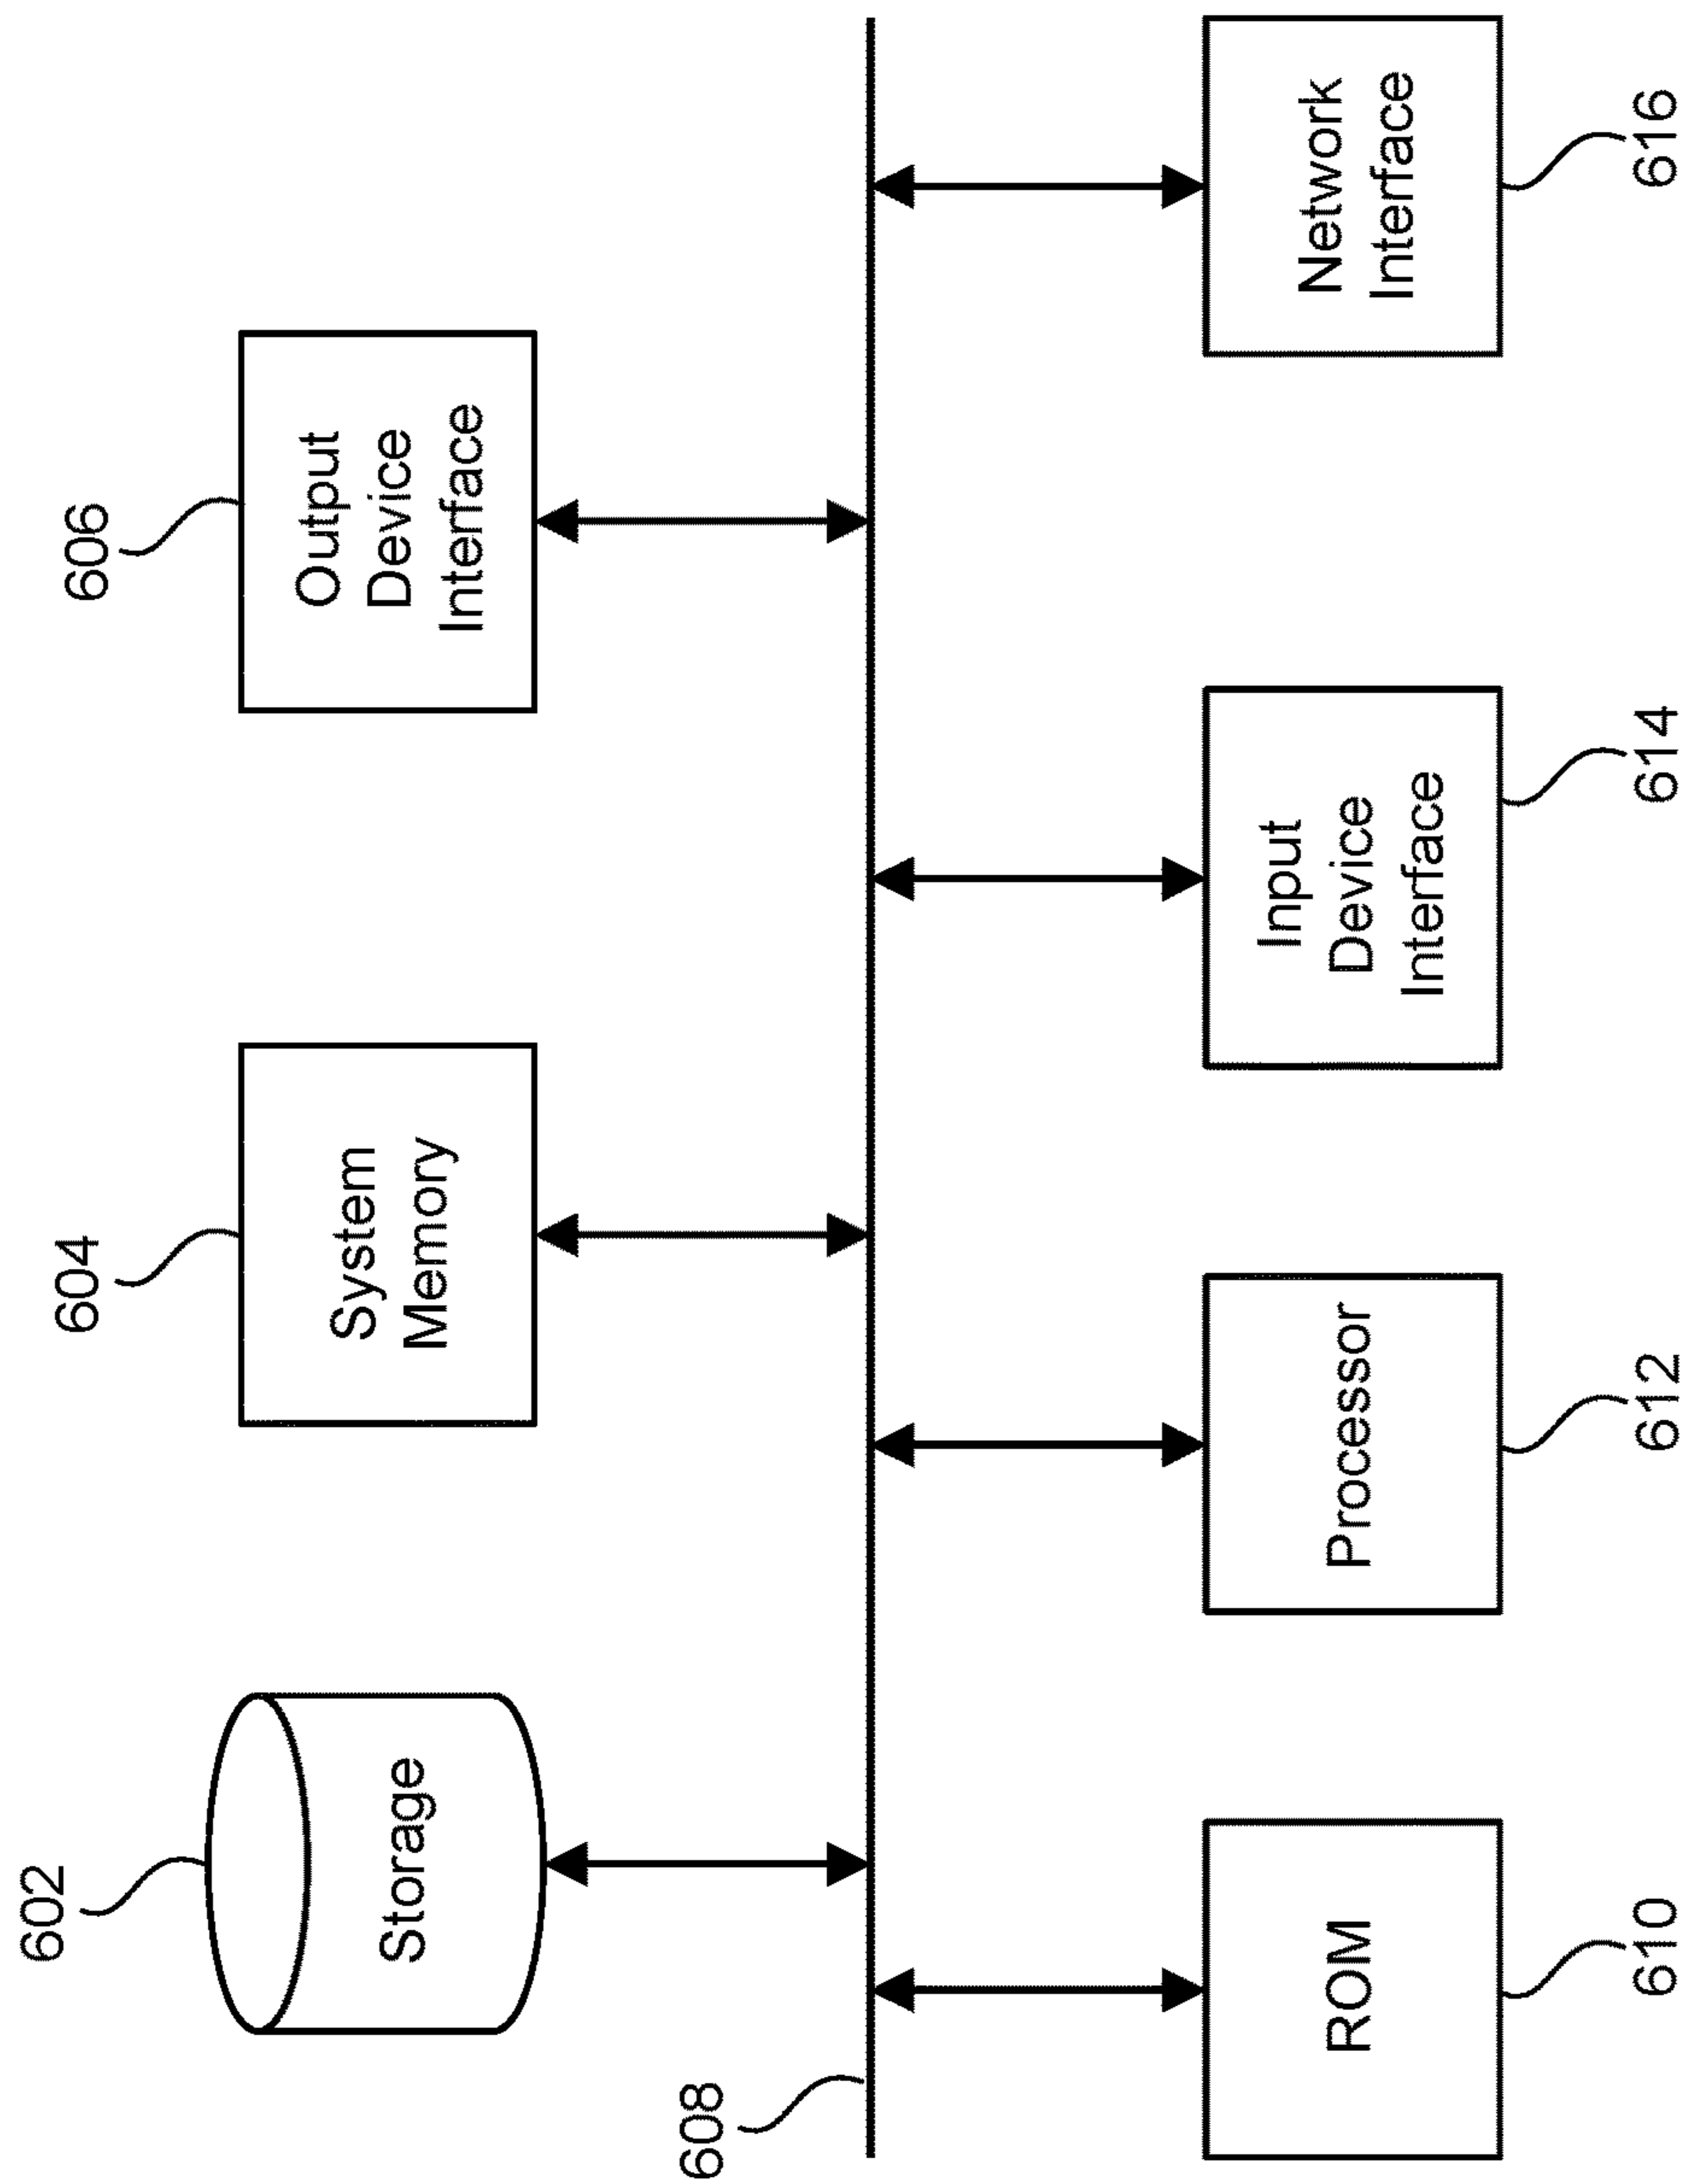 602
604
606
Storage
System
Memory
Output
Device
Interface
608
ROM
Processor
Input
Device
Interface
Network
Interface
610
612
614
616